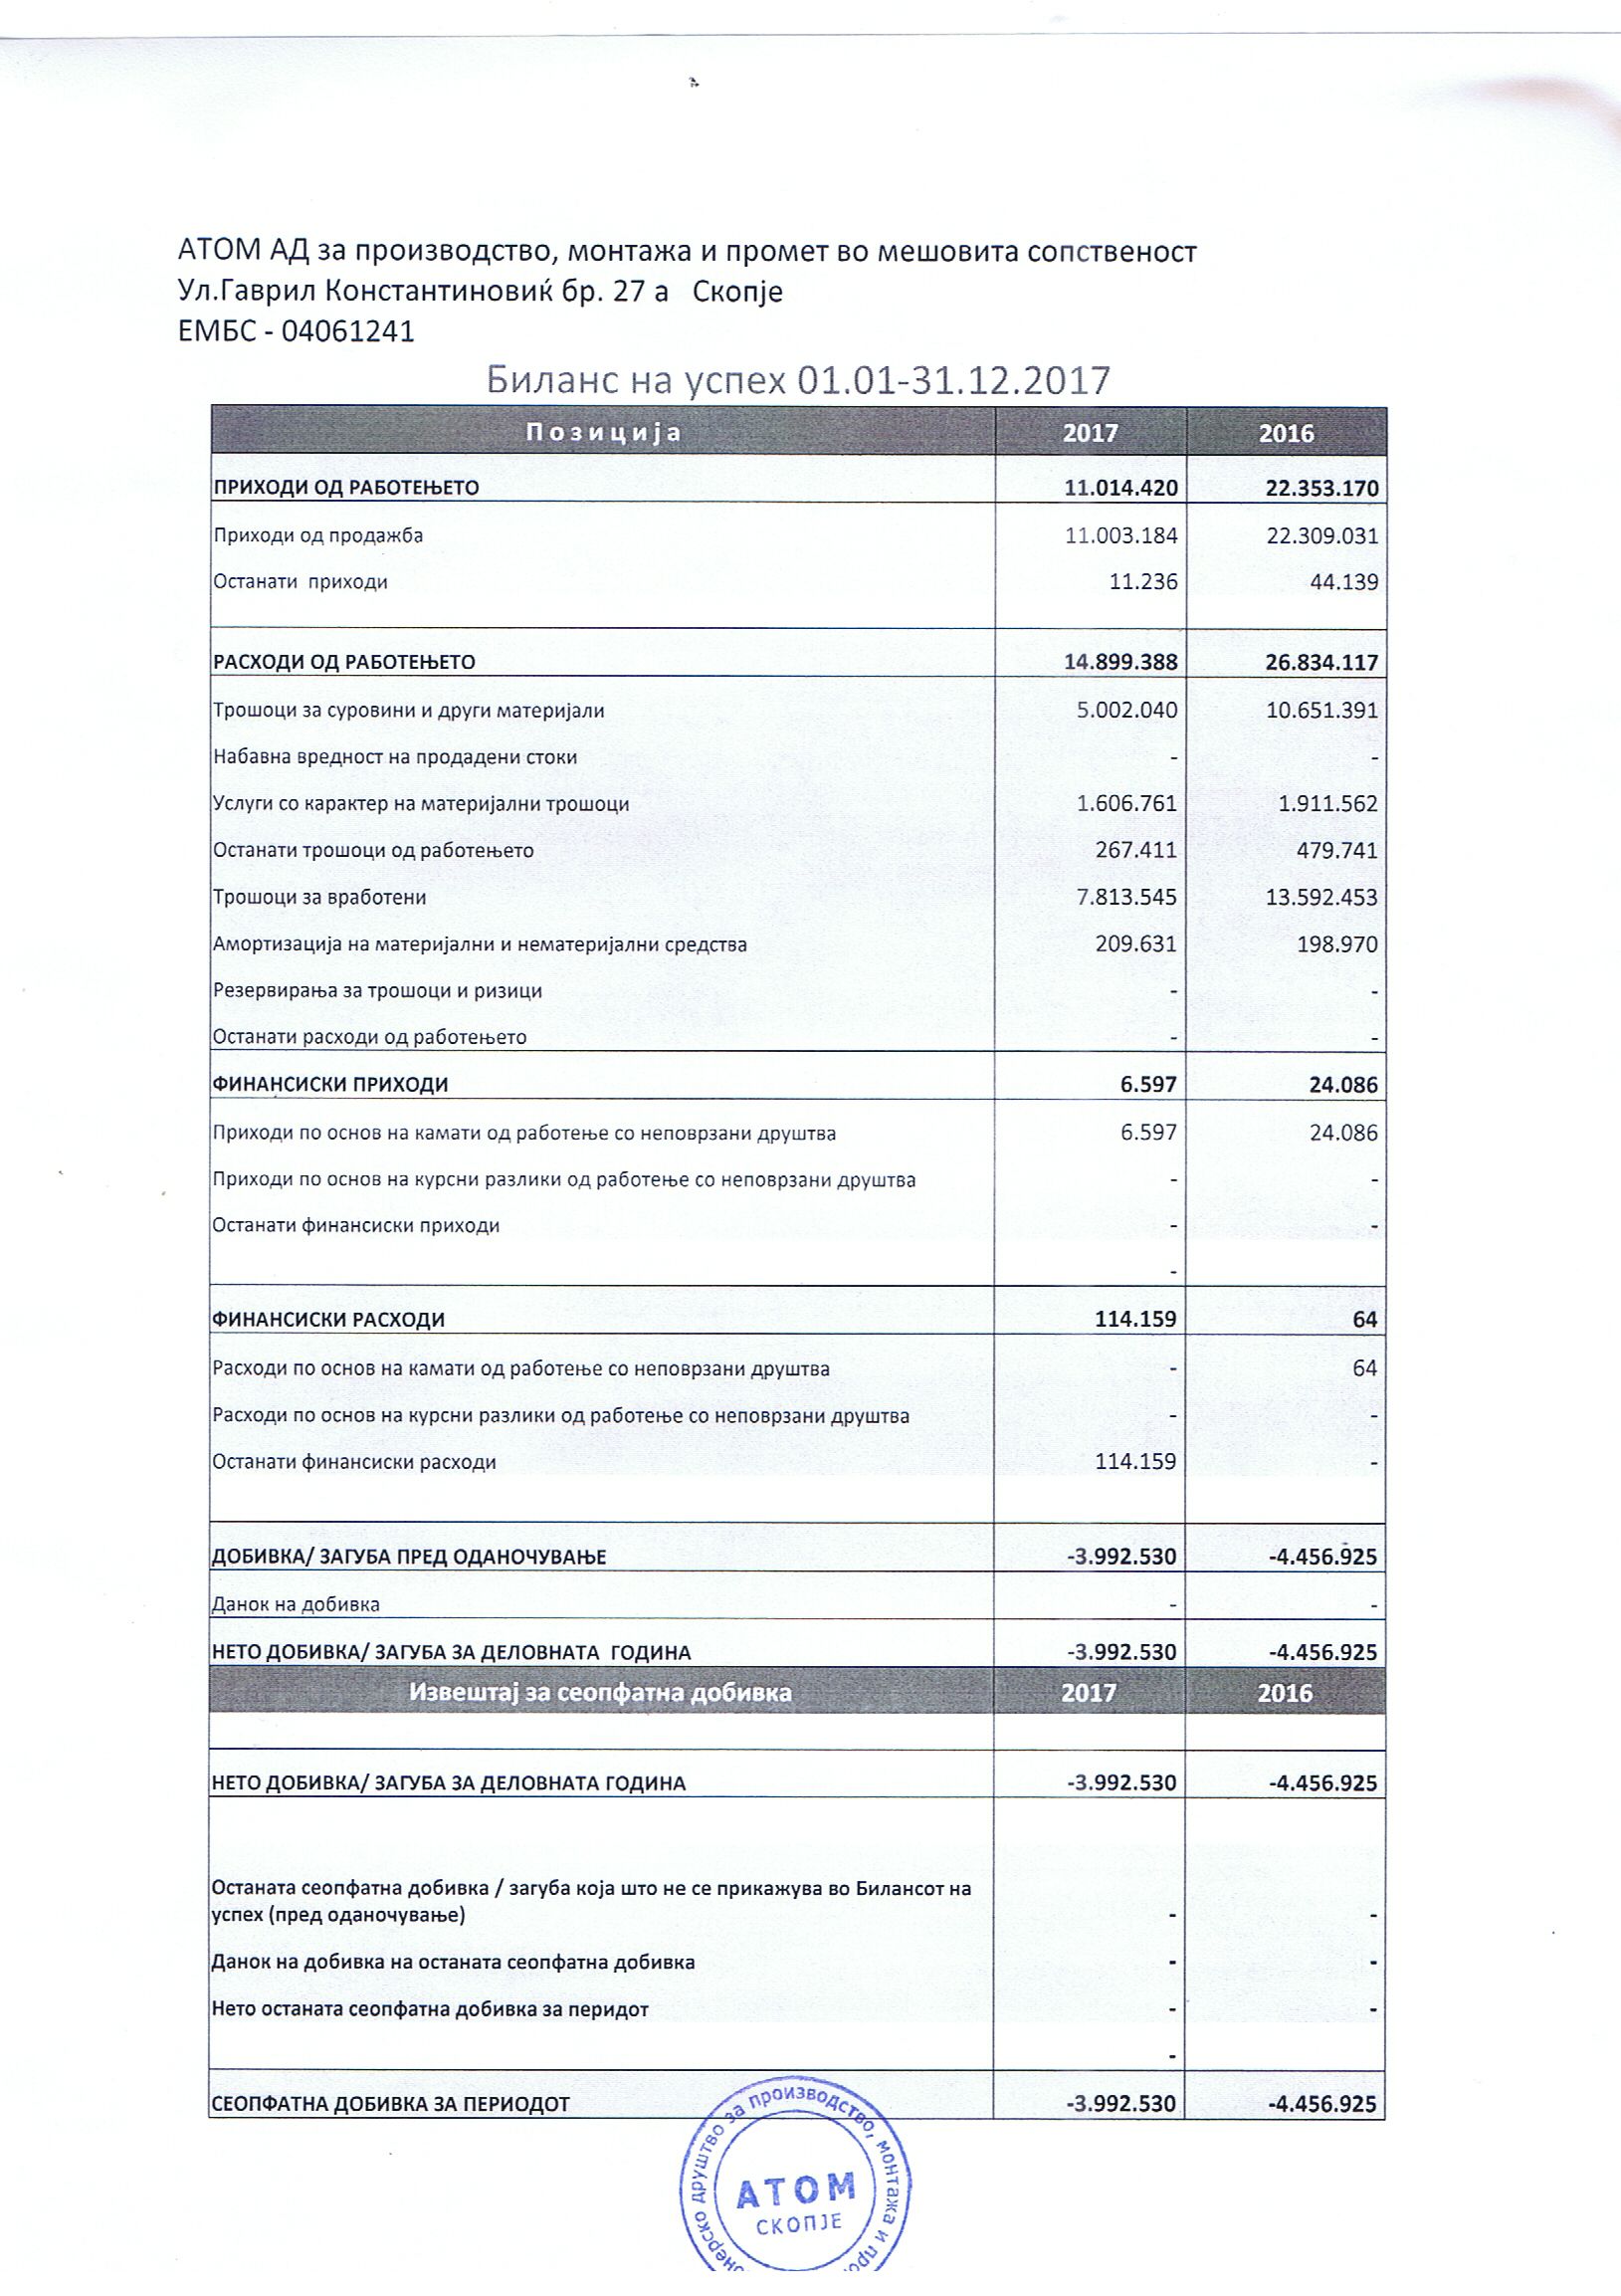 АТОМ АД за производство, монтажа и промет во мешовита сопственост
Ул.Гаврил Константиновиќ бр. 27 а Скопје
ЕМБС - 04061241
Биланс на успех 01.01-31.12.2017
Позиција 2017 2016
ПРИХОДИ ОД РАБОТЕЊЕТО 11.014.420 22.353.170
Приходи од продажба 11.003.184 22.309.031
Останати приходи 11.236 44.139
РАСХОДИ ОД РАБОТЕЊЕТО 14.899.388 26.834.117
Трошоци за суровини и други материјали 5.002.040 10.651.391
Набавна вредност на продадени стоки - -
Услуги со карактер на материјални трошоци 1.606.761 1.911.562
Останати трошоци од работењето 267.411 479.741
Трошоци за вработени 7.813.545 13.592.453
Амортизација на материјални и нематеријални средства 209.631 198.970
Резервирања за трошоци и ризици - -
Останати расходи од работењето - -
ФИНАНСИСКИ ПРИХОДИ 6.597 24.086
Приходи по основ на камати од работење со неповрзани друштва 6.597 24.086
Приходи по основ на курсни разлики од работење со неповрзани друштва - -
Останати финансиски приходи - -
-
ФИНАНСИСКИ РАСХОДИ 114.159 64
Расходи по основ на камати од работење со неповрзани друштва - 64
Расходи по основ на курсни разлики од работење со неповрзани друштва - -
Останати финансиски расходи 114.159 -
ДОБИВКА/ ЗАГУБА ПРЕД ОДАНОЧУВАЊЕ -3.992.530 -4.456.925
Данок на добивка - -
НЕТО ДОБИВКА/ ЗАГУБА ЗА ДЕЛОВНАТА ГОДИНА -3.992.530 -4.456.925
Извештај за сеопфатна добивка 2017 2016
НЕТО ДОБИВКА/ ЗАГУБА ЗА ДЕЛОВНАТА ГОДИНА -3.992.530 -4.456.925
Останата сеопфатна добивка / загуба која што не се прикажува во Билансот на
успех (пред оданочување) - -
Данок на добивка на останата сеопфатна добивка - -
Нето останата сеопфатна добивка за перидот - -
-
СЕОПФАТНА ДОБИВКА ЗА ПЕРИОДОТ -3.992.530 -4.456.925
друштво за производство, монтажа и
АТОМ
СКОПЈЕ